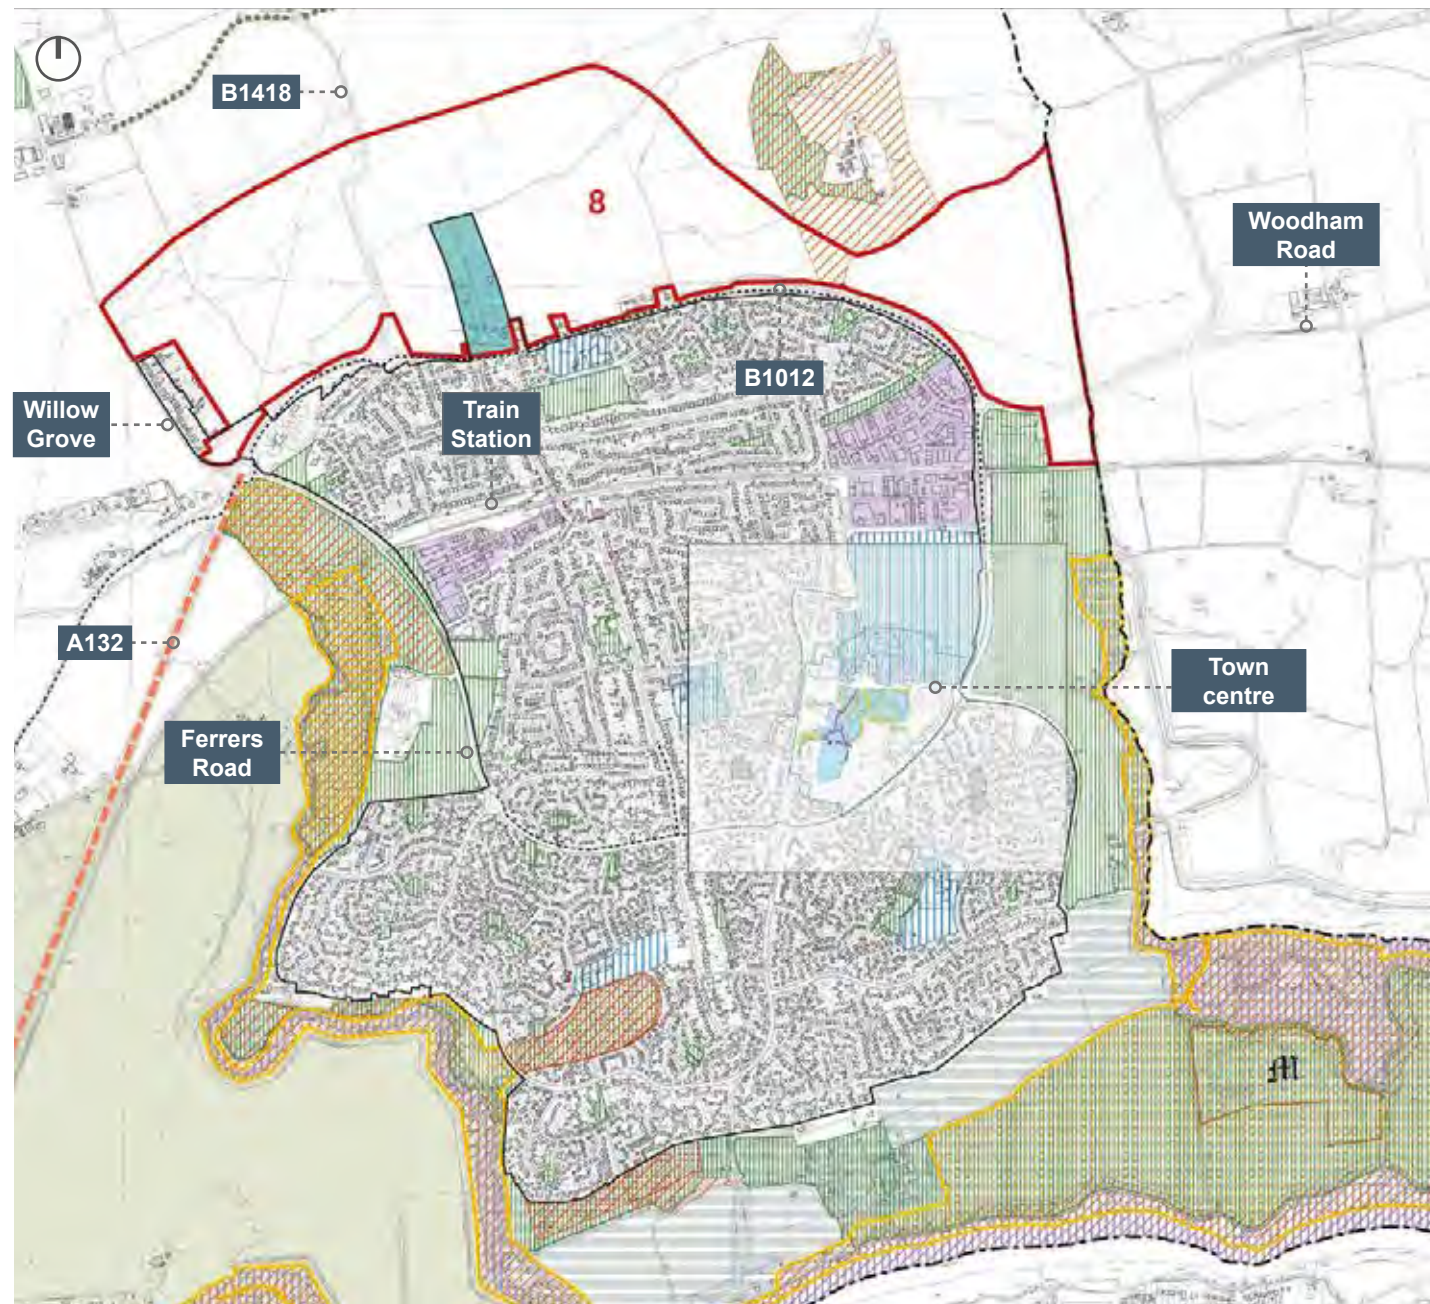 B1418
8
Woodham
Road
B1012
Willow
Grove
Train
Station
A132
Town
centre
Ferrers
Road
M